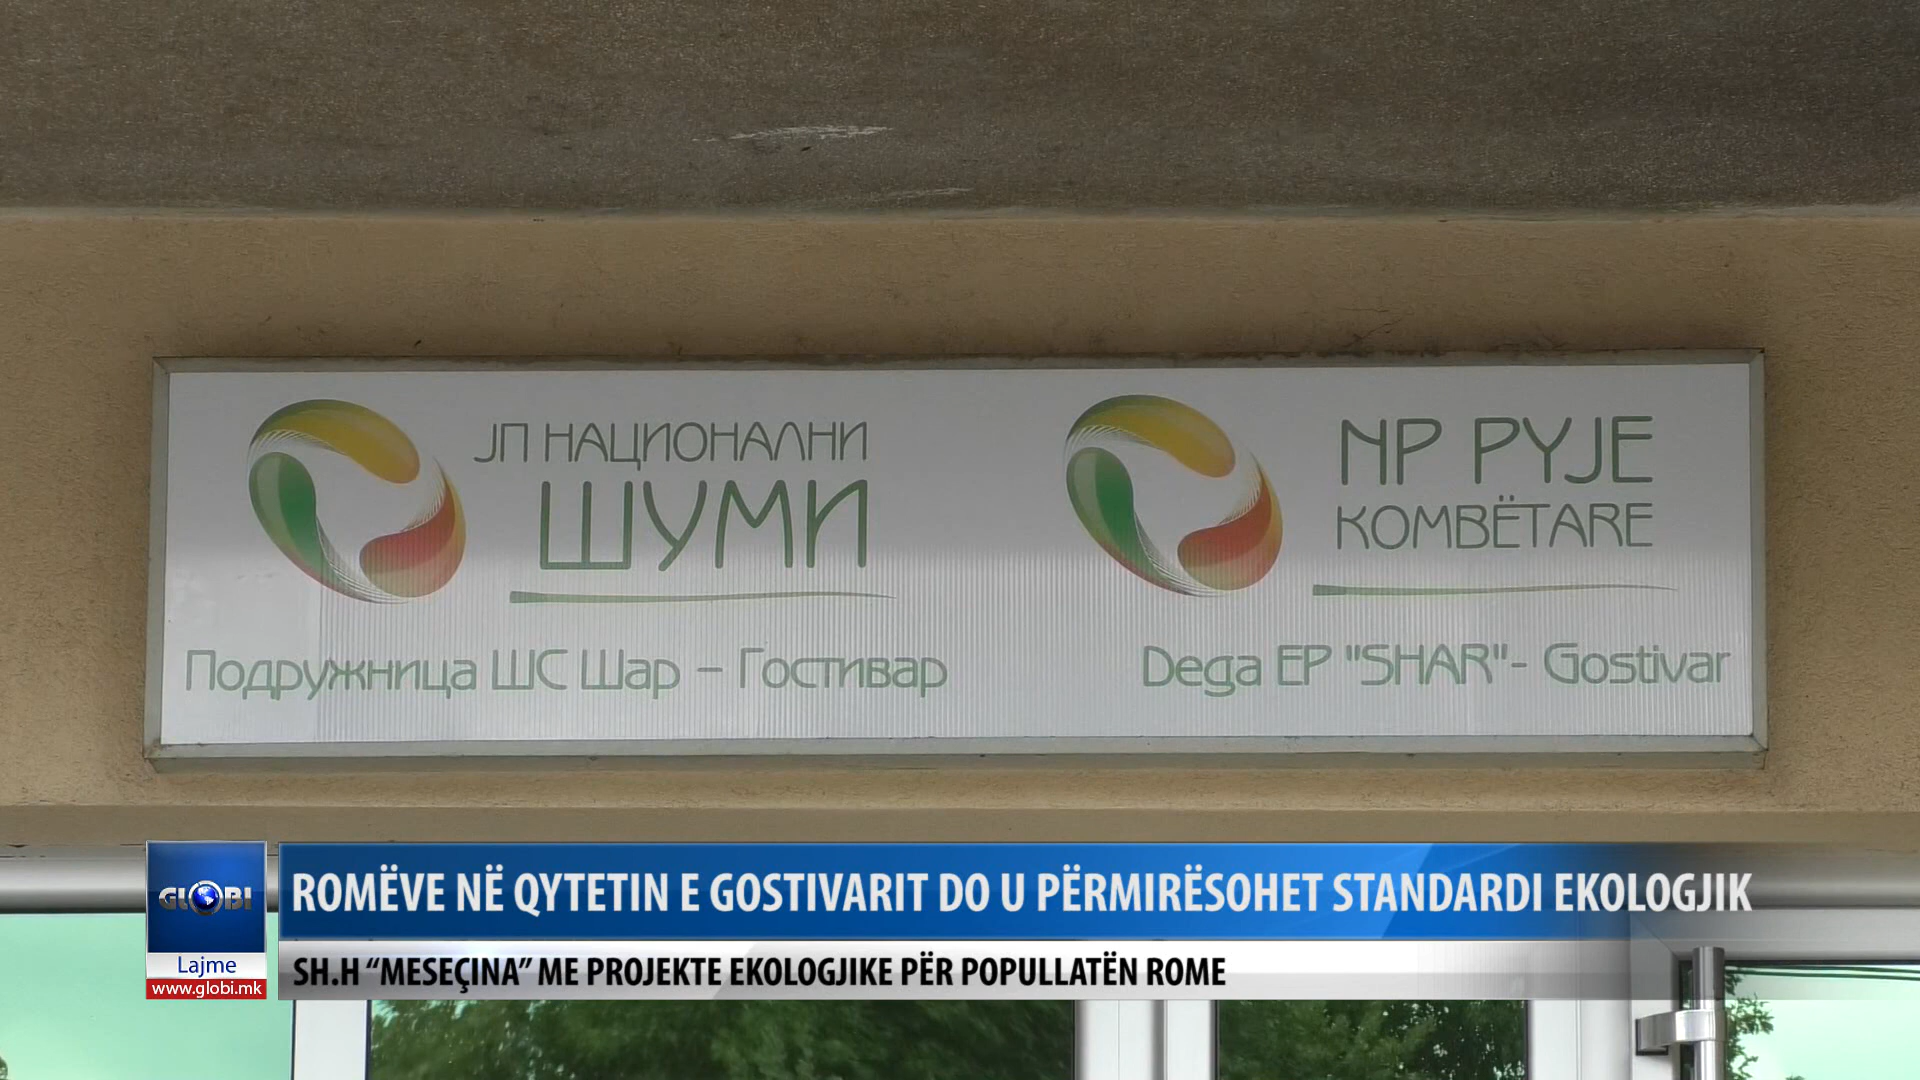 ЈП НАЦИОНАЛНИ
ШУМИ
Подружница ШС Шар – Гостивар
NP PYJE
KOMBËTARE
Dega EP "SHAR"- Gostivar
GLOBI
Lajme
www.globi.mk
ROMËVE NË QYTETIN E GOSTIVARIT DO U PËRMIRËSOHET STANDARDI EKOLOGJIK
SH.H “MESEÇINA” ME PROJEKTE EKOLOGJIKE PËR POPULLATËN ROME